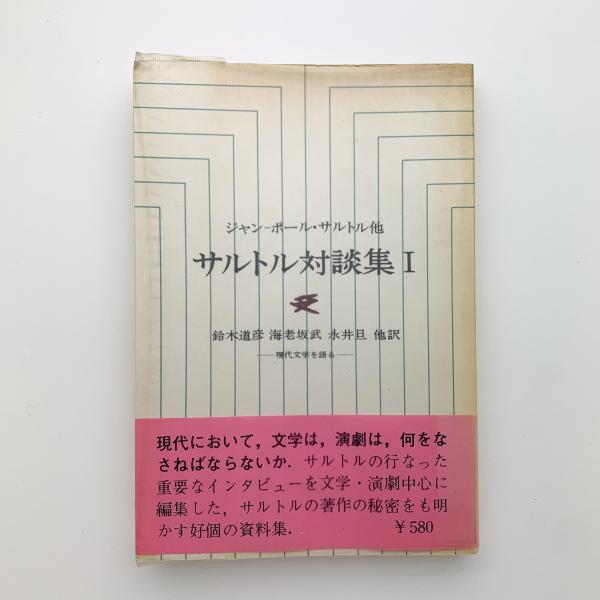 ジャン-ポール・サルトル他
サルトル対談集 I
鈴木道彦 海老坂武 永井旦 他訳
──現代文学を語る──
現代において，文学は，演劇は，何をな
さねばならないか．サルトルの行なった
重要なインタビューを文学・演劇中心に
編集した，サルトルの著作の秘密をも明
かす好個の資料集．
￥580